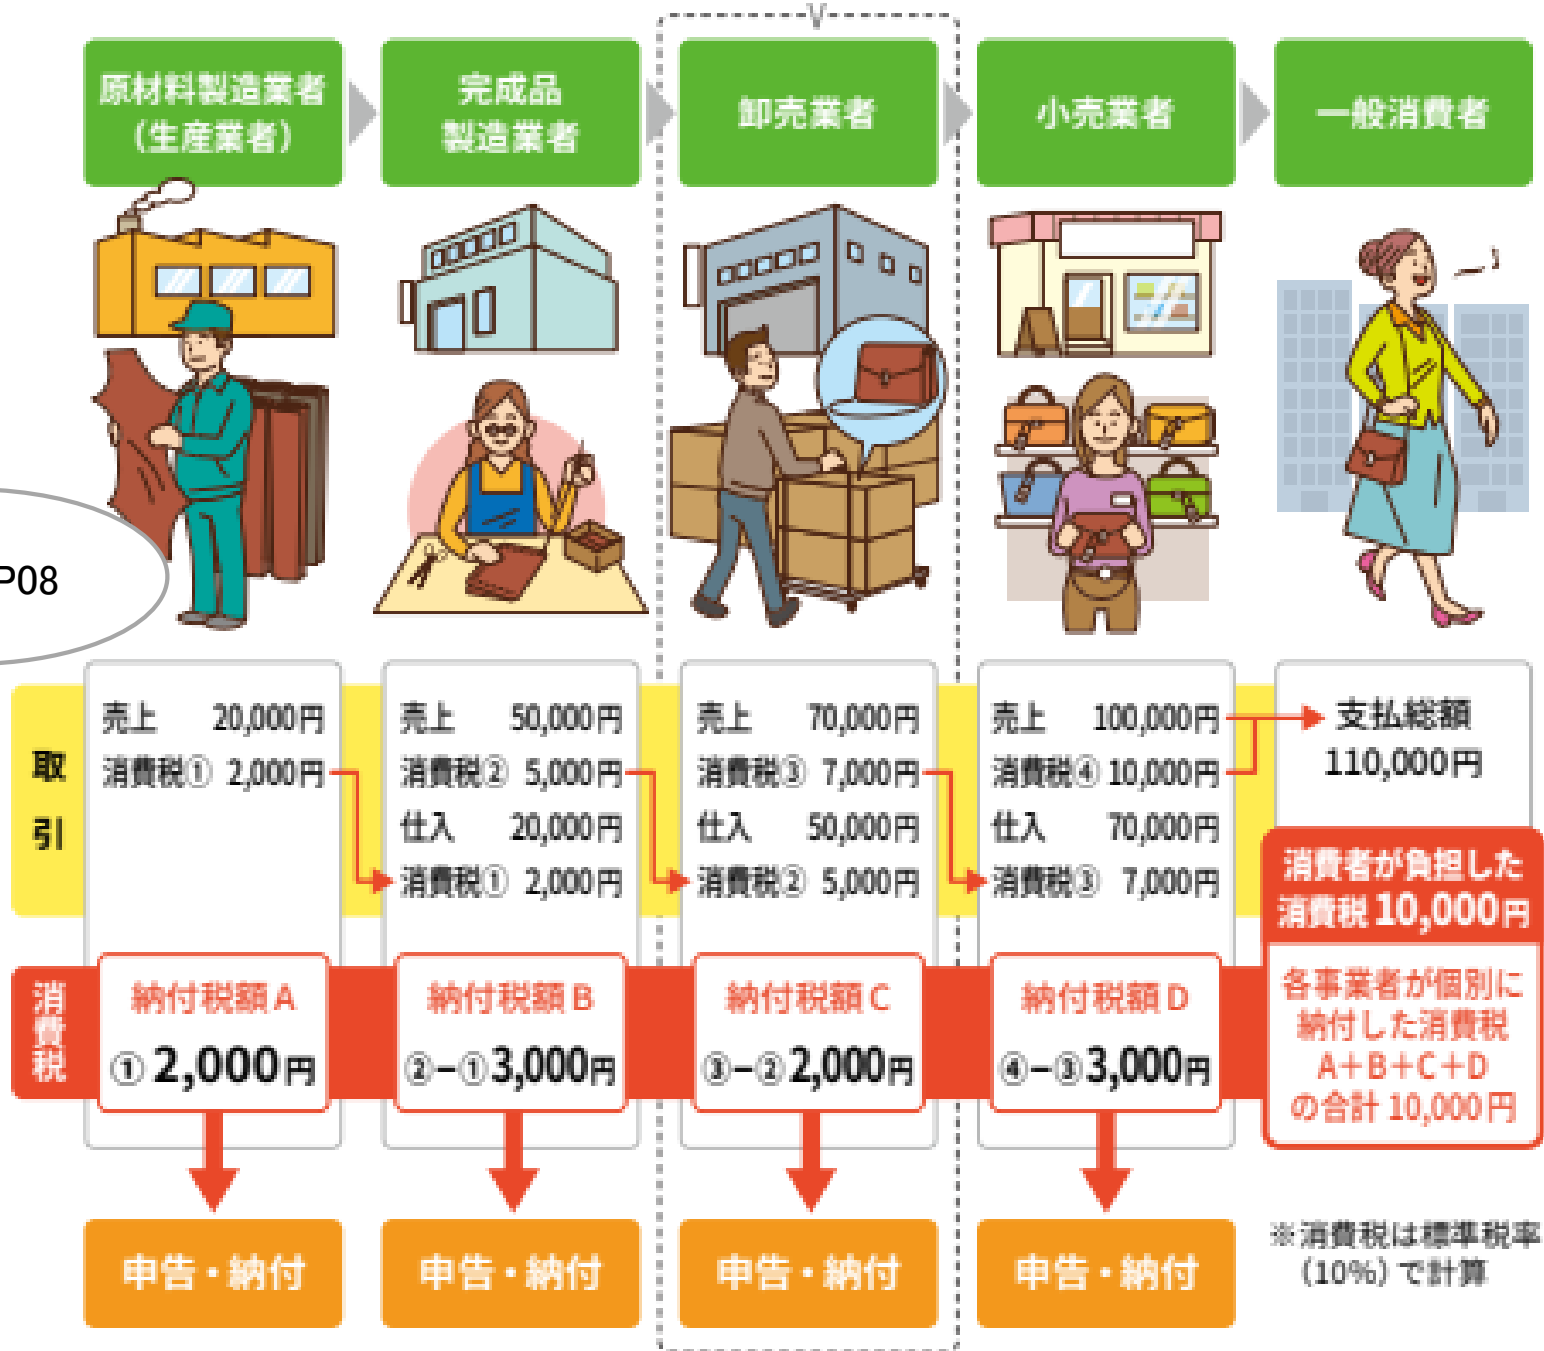 原材料製造業者
（生産業者）
完成品
製造業者
卸売業者
小売業者
一般消費者
P08
取引
売上 20,000円
消費税① 2,000円
売上 50,000円
消費税② 5,000円
仕入 20,000円
消費税① 2,000円
売上 70,000円
消費税③ 7,000円
仕入 50,000円
消費税② 5,000円
売上 100,000円
消費税④ 10,000円
仕入 70,000円
消費税③ 7,000円
支払総額
110,000円
消費者が負担した
消費税 10,000円
消費税
納付税額 A
① 2,000円
納付税額 B
②−① 3,000円
納付税額 C
③−② 2,000円
納付税額 D
④−③ 3,000円
各事業者が個別に
納付した消費税
A＋B＋C＋D
の合計 10,000円
申告・納付
申告・納付
申告・納付
申告・納付
※消費税は標準税率
（10%）で計算